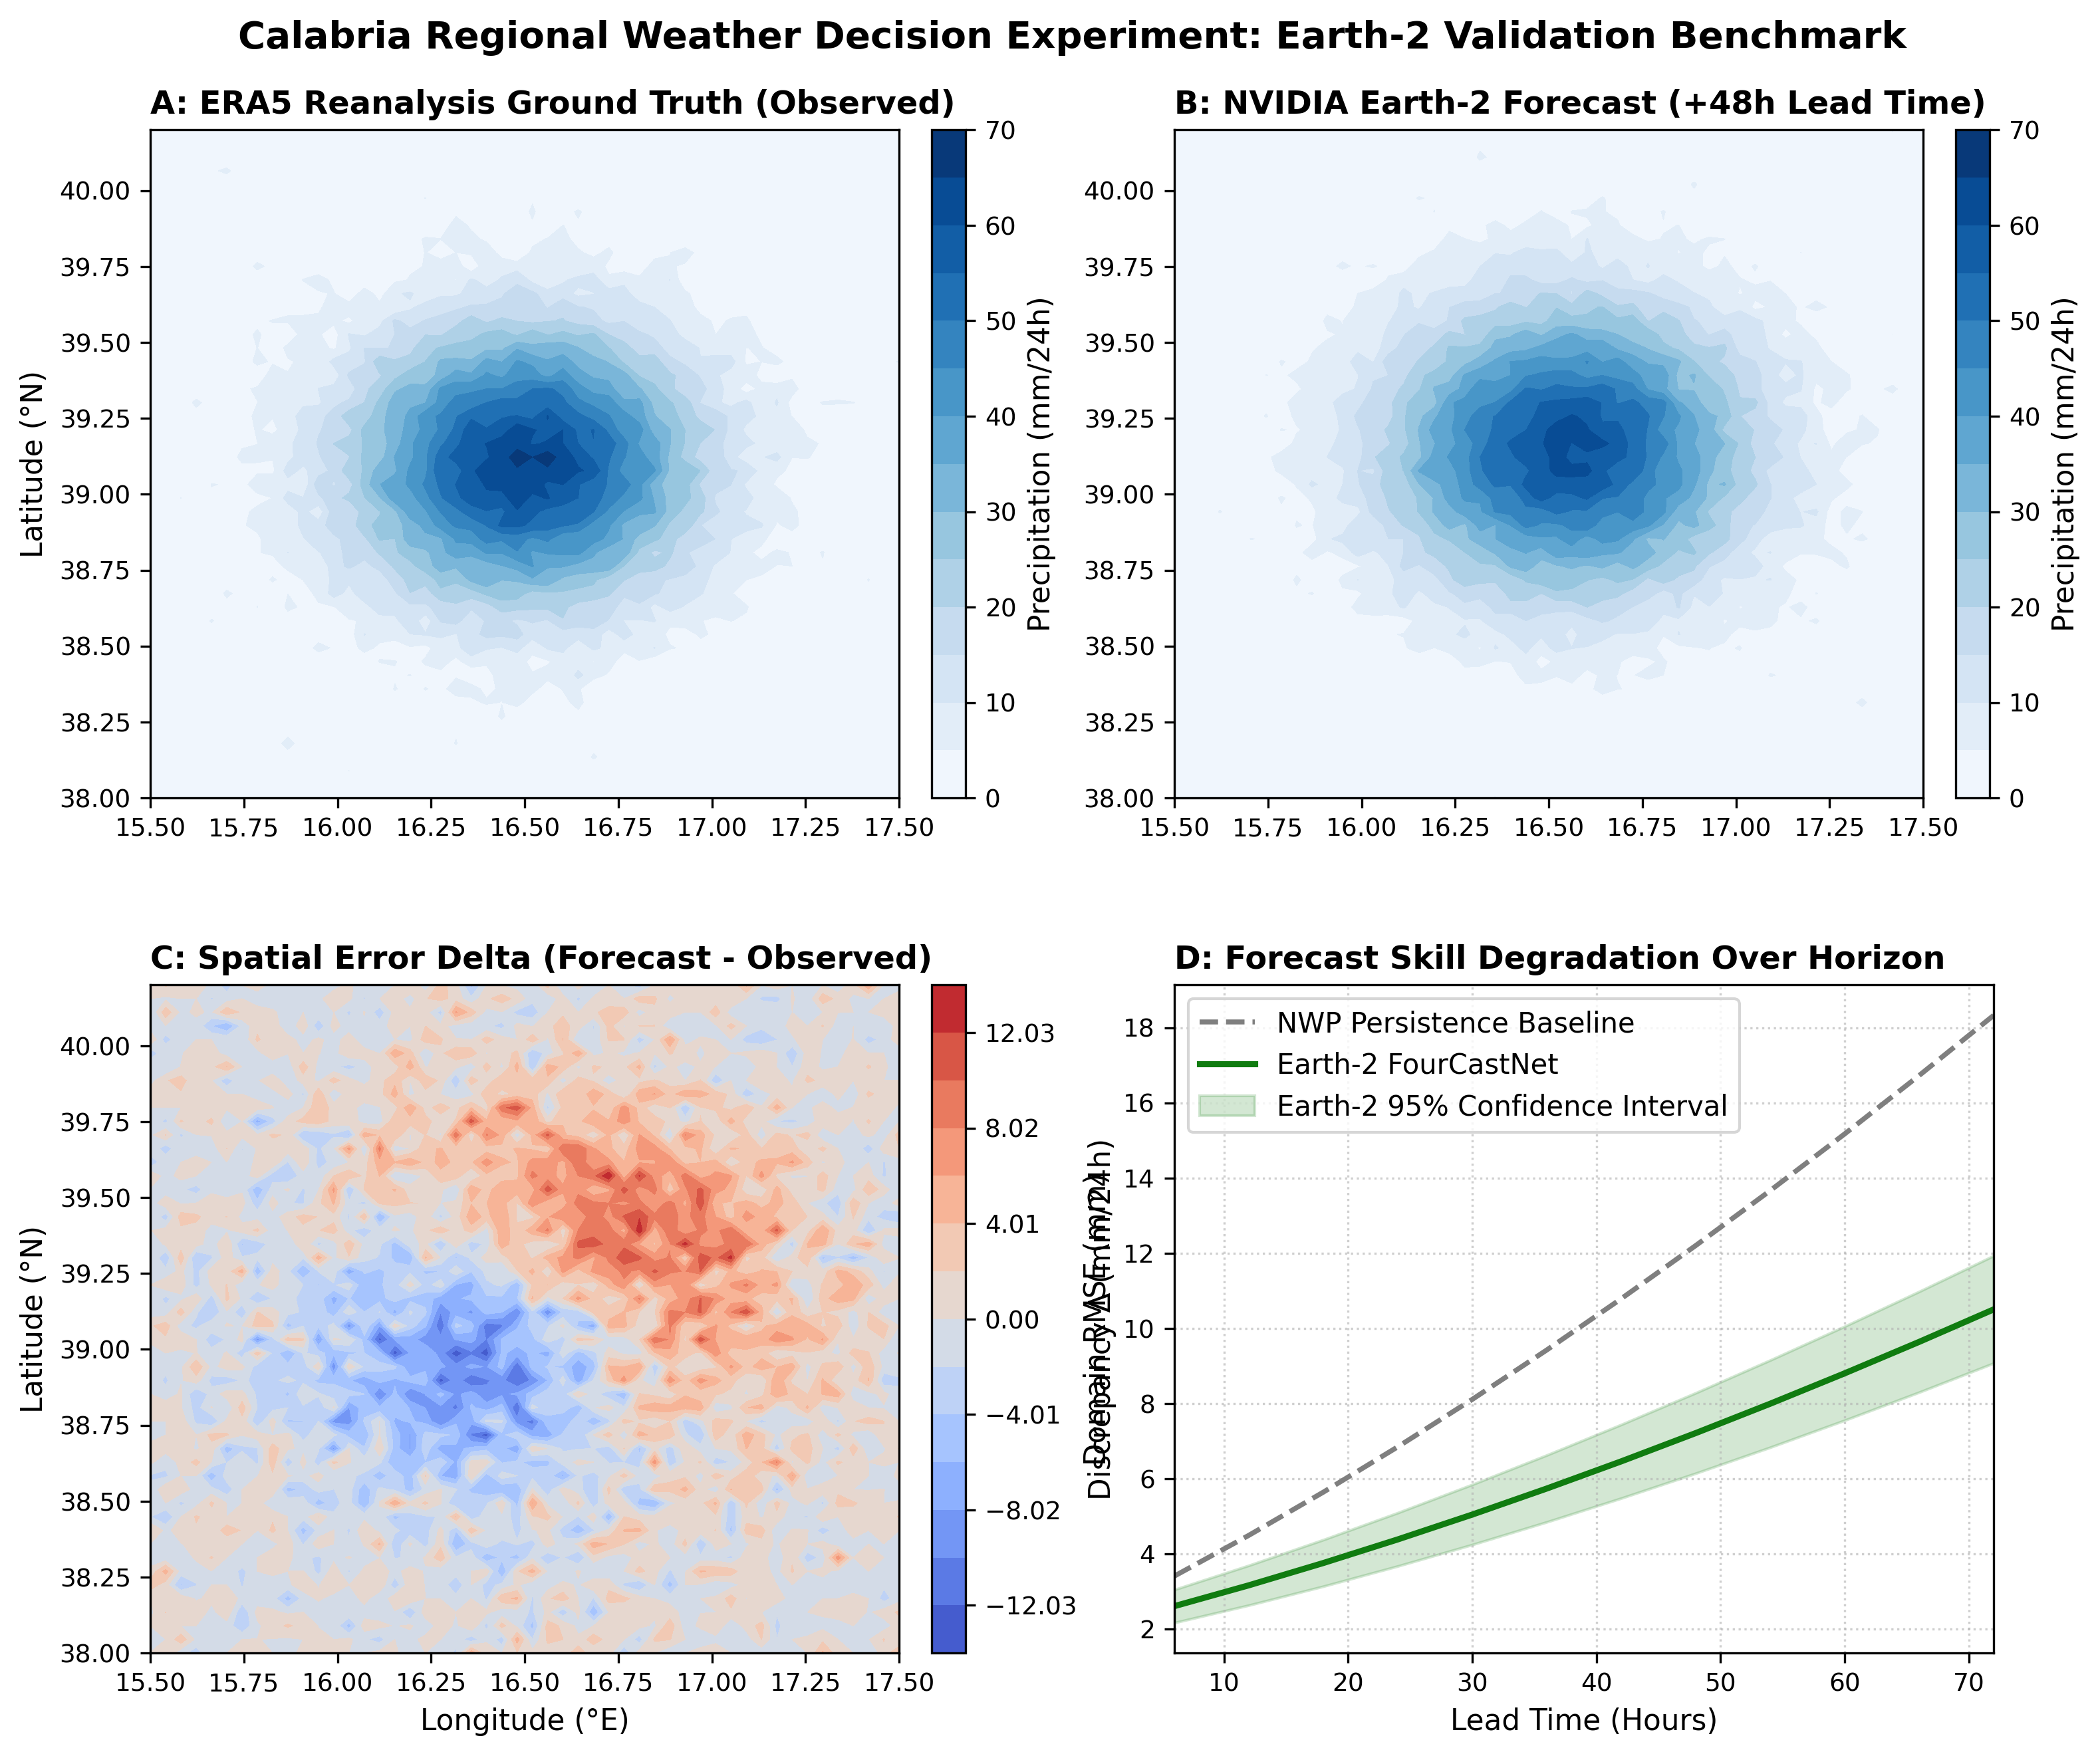 Calabria Regional Weather Decision Experiment: Earth-2 Validation Benchmark
A: ERA5 Reanalysis Ground Truth (Observed)
Latitude (°N)
40.00
39.75
39.50
39.25
39.00
38.75
38.50
38.25
38.00
15.50 15.75 16.00 16.25 16.50 16.75 17.00 17.25 17.50
70
60
50
40
30
20
10
0
Precipitation (mm/24h)
B: NVIDIA Earth-2 Forecast (+48h Lead Time)
40.00
39.75
39.50
39.25
39.00
38.75
38.50
38.25
38.00
15.50 15.75 16.00 16.25 16.50 16.75 17.00 17.25 17.50
70
60
50
40
30
20
10
0
Precipitation (mm/24h)
C: Spatial Error Delta (Forecast - Observed)
Latitude (°N)
40.00
39.75
39.50
39.25
39.00
38.75
38.50
38.25
38.00
15.50 15.75 16.00 16.25 16.50 16.75 17.00 17.25 17.50
Longitude (°E)
12.03
8.02
4.01
0.00
−4.01
−8.02
−12.03
Discrepancy Δ (mm/24h)
D: Forecast Skill Degradation Over Horizon
Domain RMSE (mm)
18
16
14
12
10
8
6
4
2
NWP Persistence Baseline
Earth-2 FourCastNet
Earth-2 95% Confidence Interval
10 20 30 40 50 60 70
Lead Time (Hours)